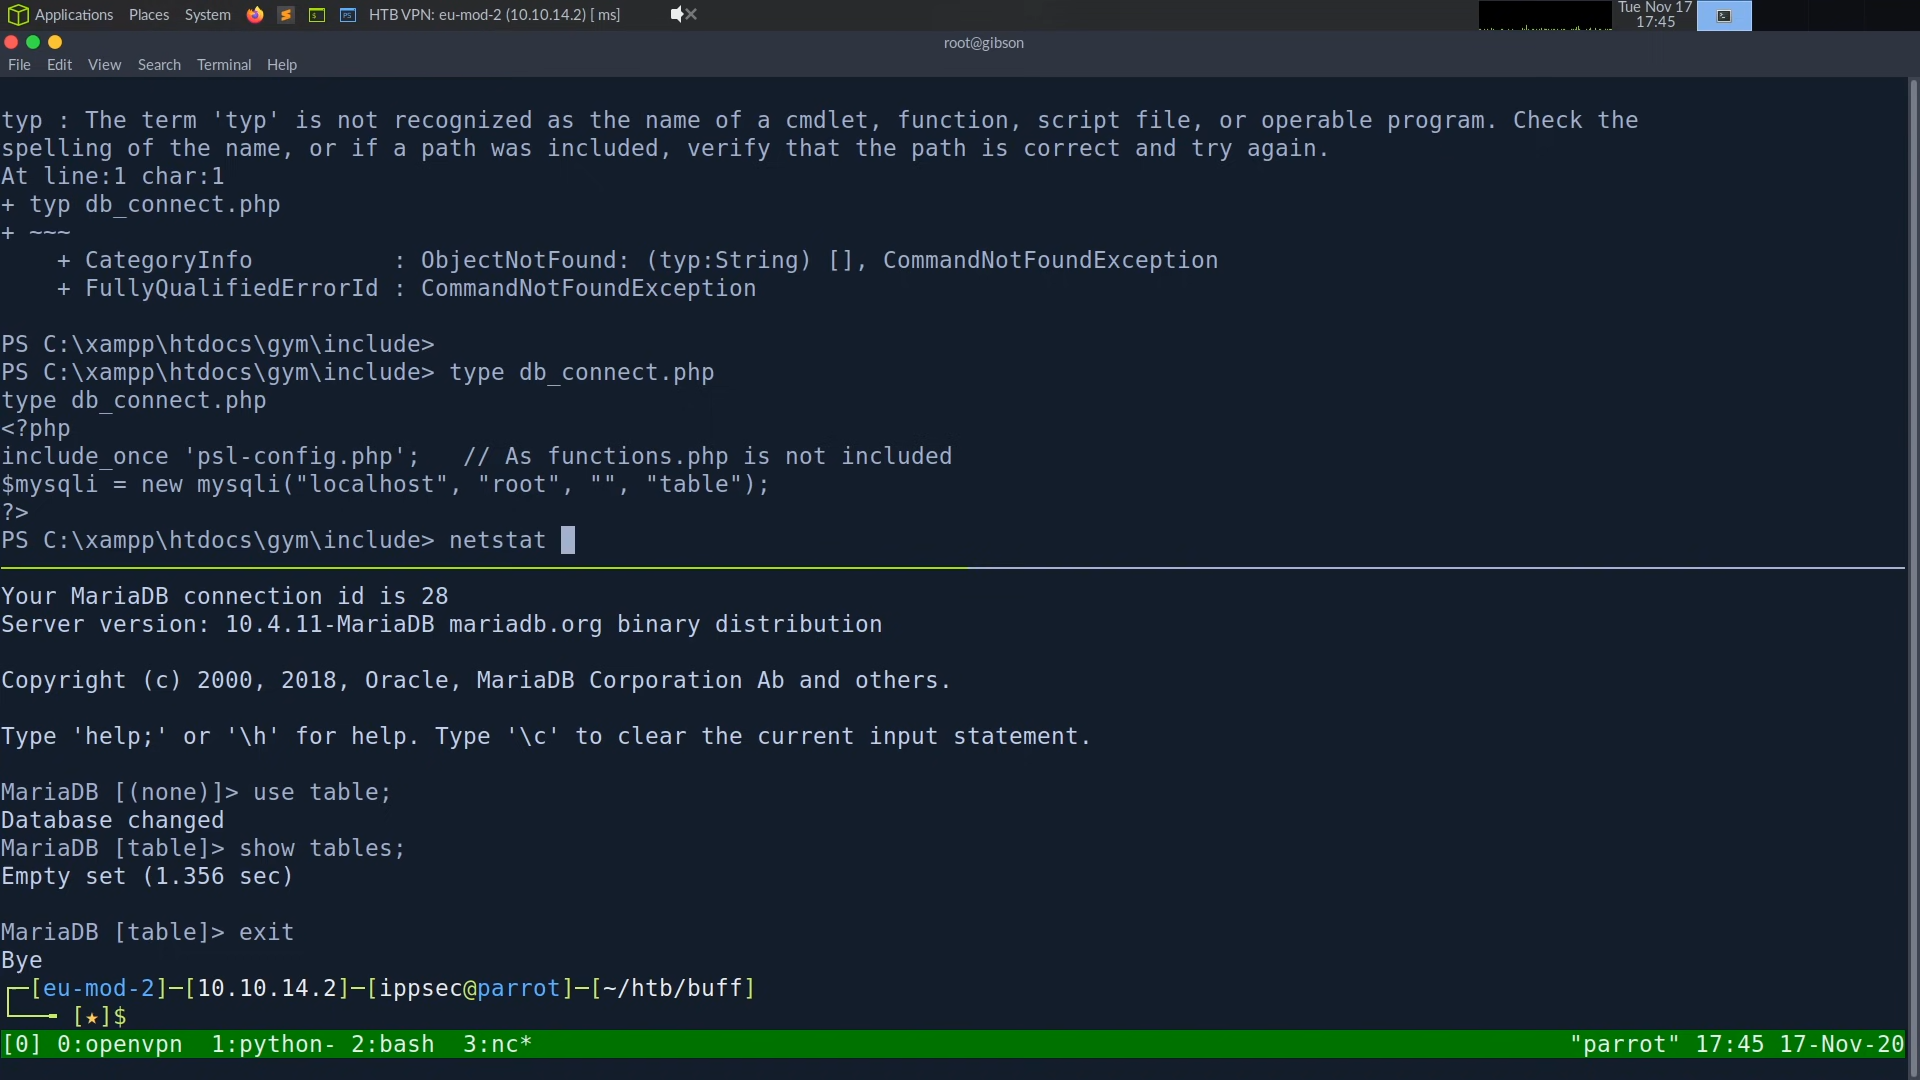 Applications Places System HTB VPN: eu-mod-2 (10.10.14.2) [ ms] Tue Nov 17
17:45
root@gibson
File Edit View Search Terminal Help
typ : The term 'typ' is not recognized as the name of a cmdlet, function, script file, or operable program. Check the
spelling of the name, or if a path was included, verify that the path is correct and try again.
At line:1 char:1
+ typ db_connect.php
+ ~~~
    + CategoryInfo          : ObjectNotFound: (typ:String) [], CommandNotFoundException
    + FullyQualifiedErrorId : CommandNotFoundException
PS C:\xampp\htdocs\gym\include>
PS C:\xampp\htdocs\gym\include> type db_connect.php
type db_connect.php
<?php
include_once 'psl-config.php';   // As functions.php is not included
$mysqli = new mysqli("localhost", "root", "", "table");
?>
PS C:\xampp\htdocs\gym\include> netstat
Your MariaDB connection id is 28
Server version: 10.4.11-MariaDB mariadb.org binary distribution
Copyright (c) 2000, 2018, Oracle, MariaDB Corporation Ab and others.
Type 'help;' or '\h' for help. Type '\c' to clear the current input statement.
MariaDB [(none)]> use table;
Database changed
MariaDB [table]> show tables;
Empty set (1.356 sec)
MariaDB [table]> exit
Bye
┌─[eu-mod-2]─[10.10.14.2]─[ippsec@parrot]─[~/htb/buff]
└──╼ [★]$
[0] 0:openvpn  1:python- 2:bash  3:nc* "parrot" 17:45 17-Nov-20